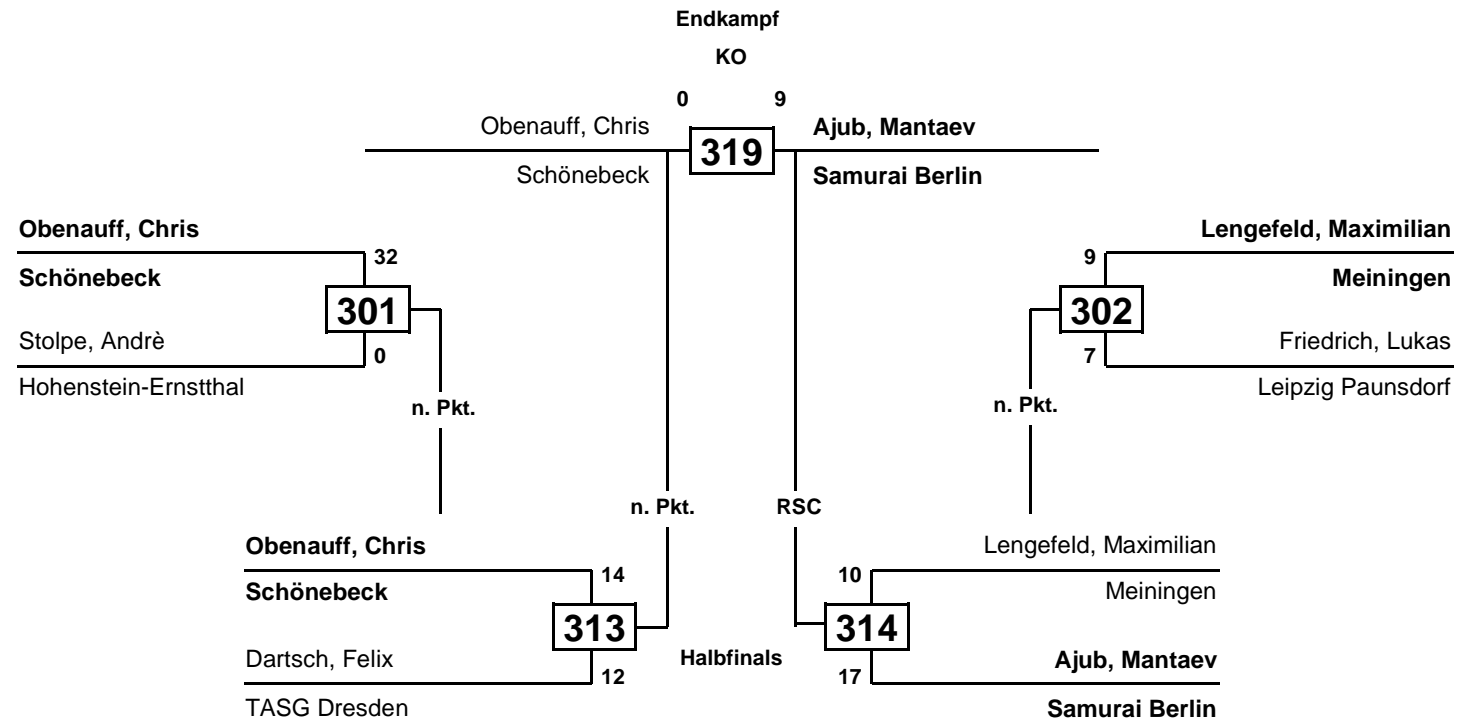 Endkampf
KO
0 9
Obenauff, Chris 319 Ajub, Mantaev
Schönebeck Samurai Berlin
Obenauff, Chris Lengefeld, Maximilian
32 9
Schönebeck Meiningen
301 302
Stolpe, Andrè Friedrich, Lukas
0 7
Hohenstein-Ernstthal Leipzig Paunsdorf
n. Pkt. n. Pkt.
n. Pkt. RSC
Obenauff, Chris Lengefeld, Maximilian
14 10
Schönebeck Meiningen
313 314
Dartsch, Felix Halbfinals Ajub, Mantaev
12 17
TASG Dresden Samurai Berlin